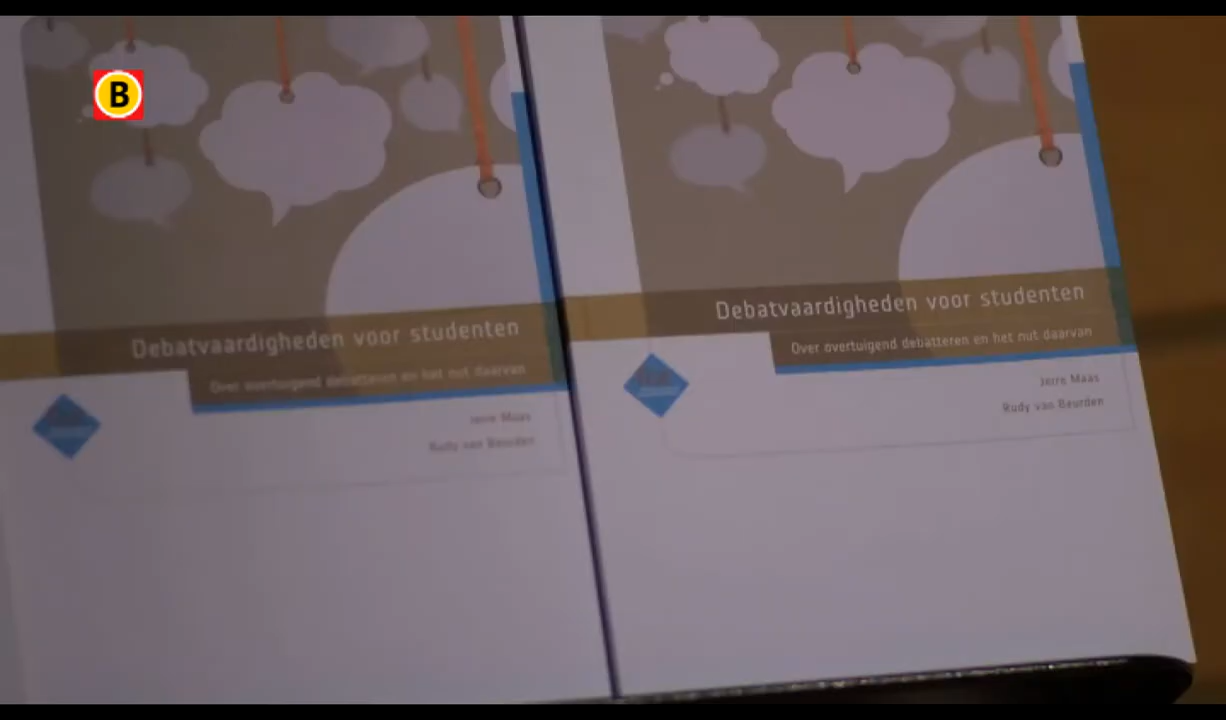 B
Debatvaardigheden voor studenten
Over overtuigend debatteren en het nut daarvan
Jerre Maas
Rudy van Beurden
Debatvaardigheden voor studenten
Over overtuigend debatteren en het nut daarvan
Jerre Maas
Rudy van Beurden